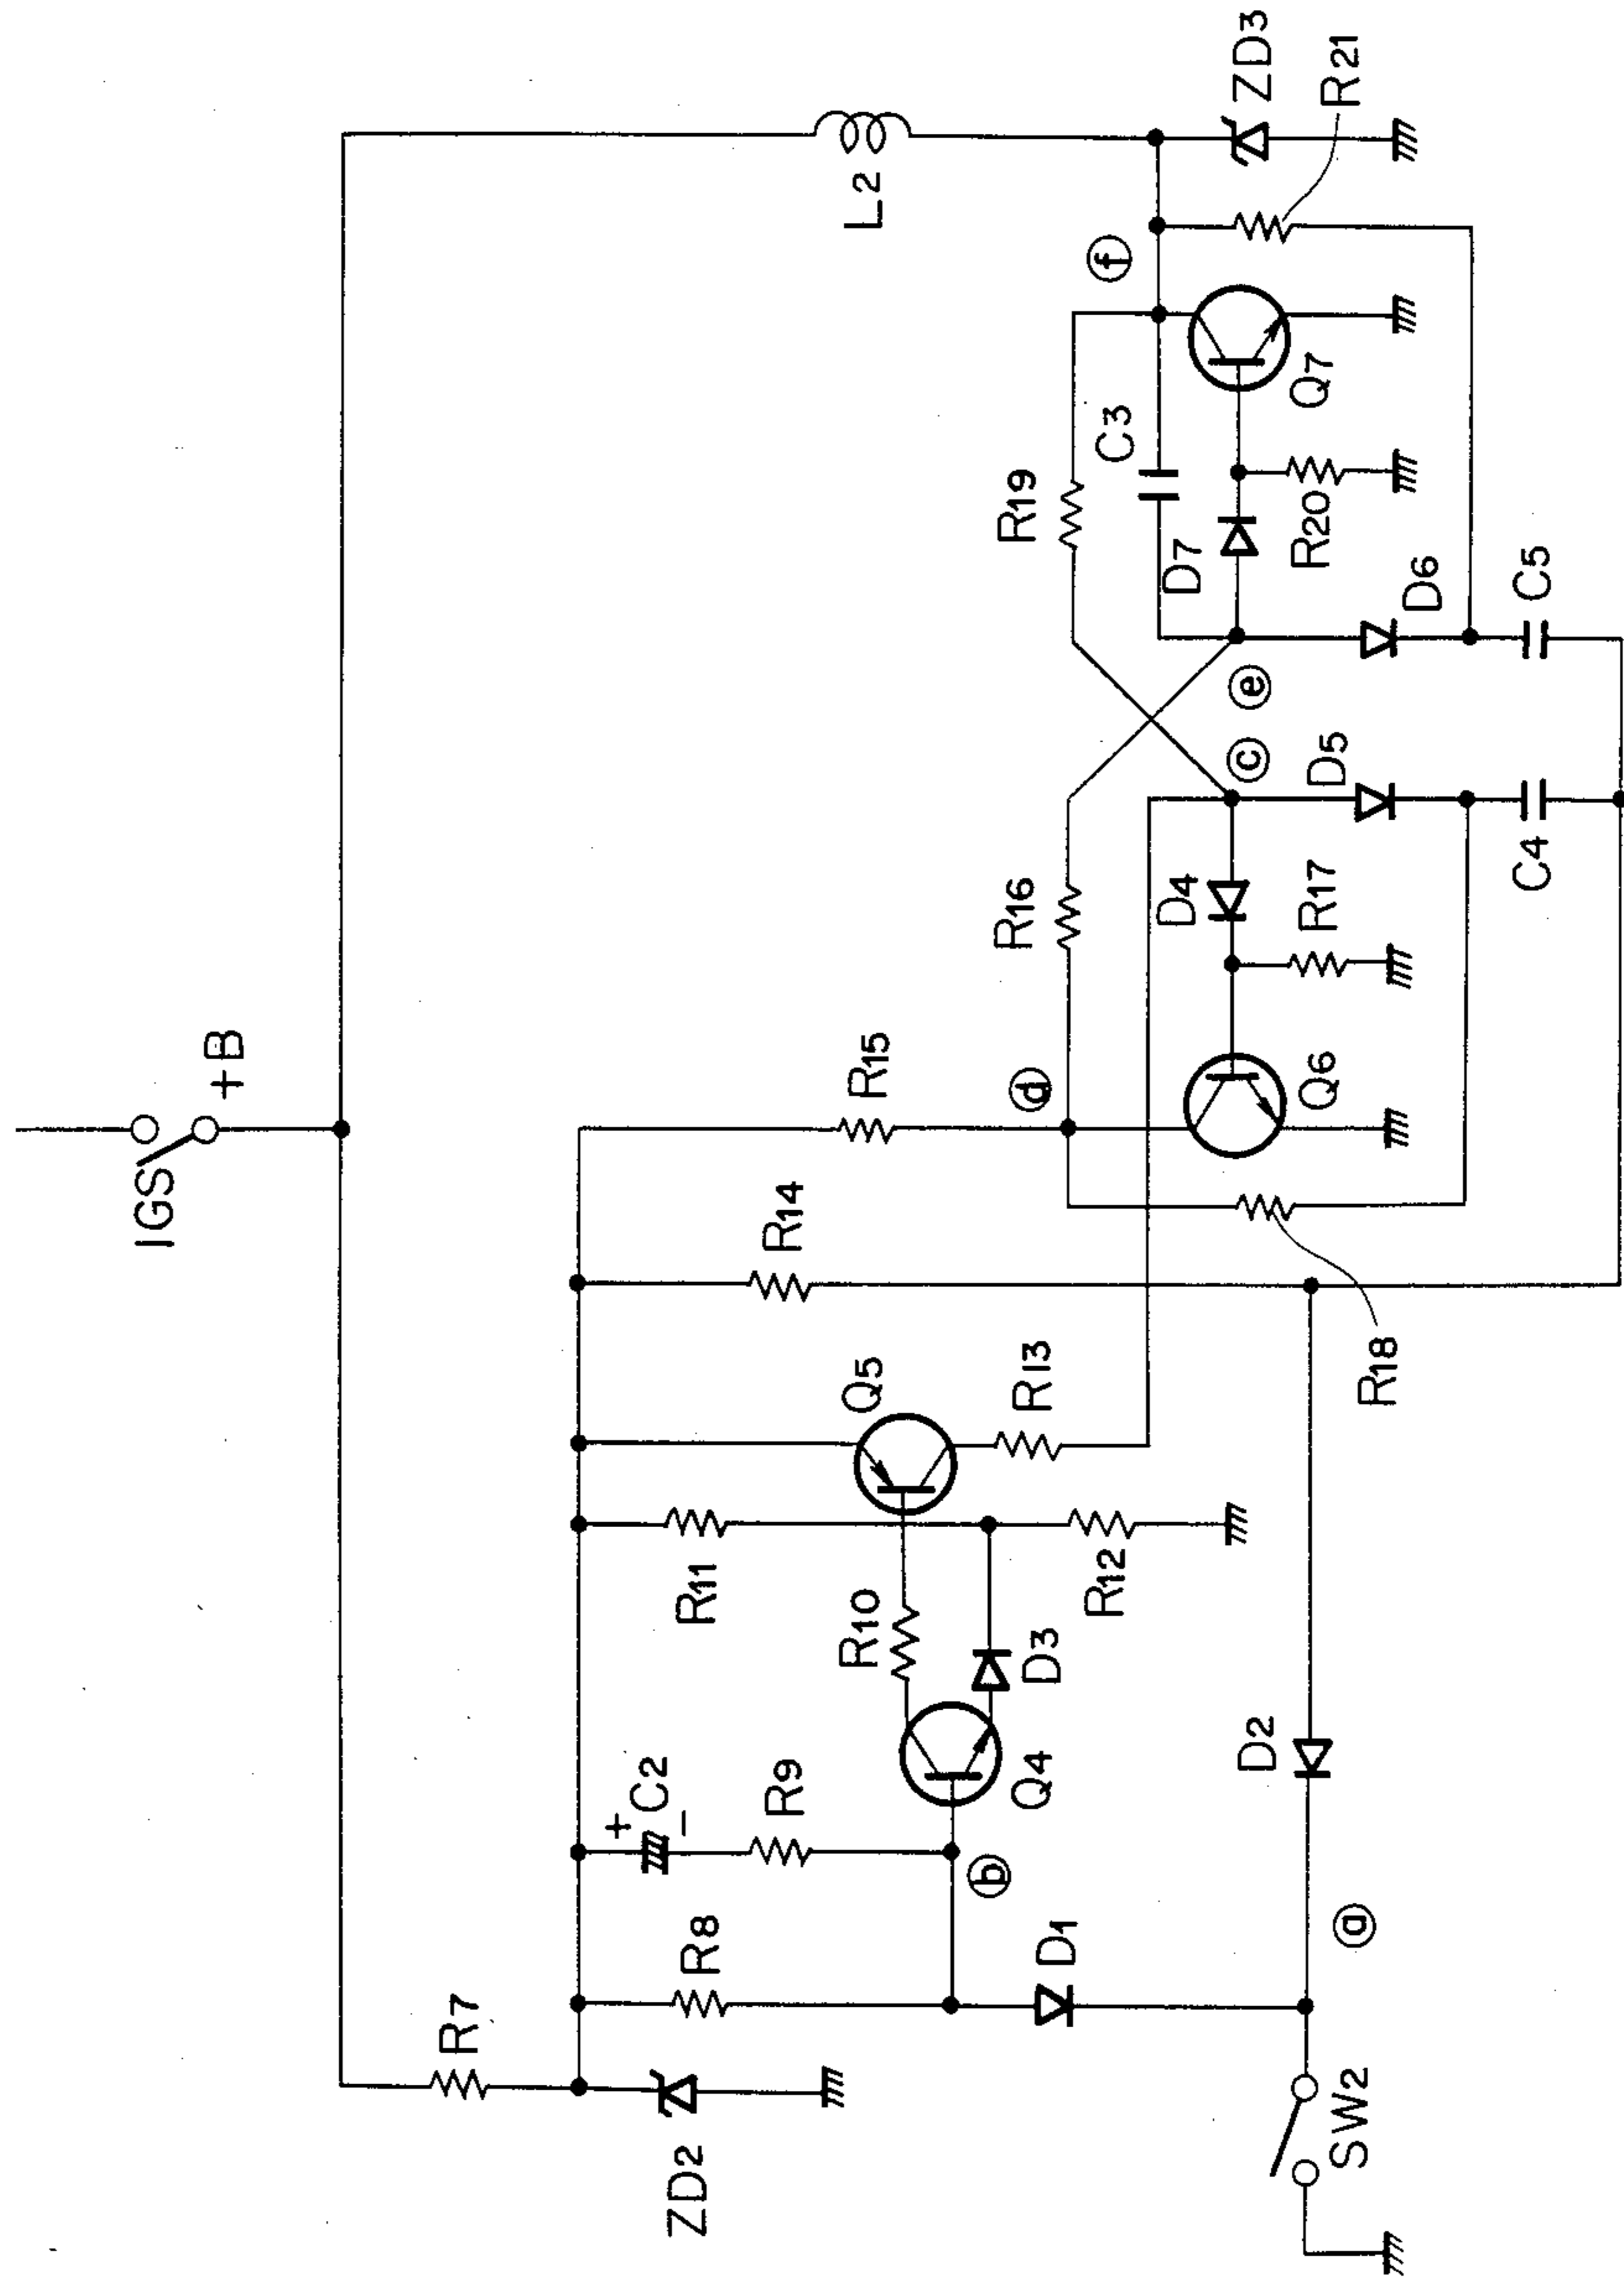 IGS
+B
L2
ZD3
R21
ⓕ
R19
C3
D7
Q7
R20
D6
C5
ⓔ
ⓒ
D5
C4
R16
D4
R17
R15
ⓓ
Q6
R14
R18
Q5
R13
R11
R12
R10
D3
Q4
+
C2
−
R9
ⓑ
D2
R8
D1
ⓐ
R7
ZD2
SW2